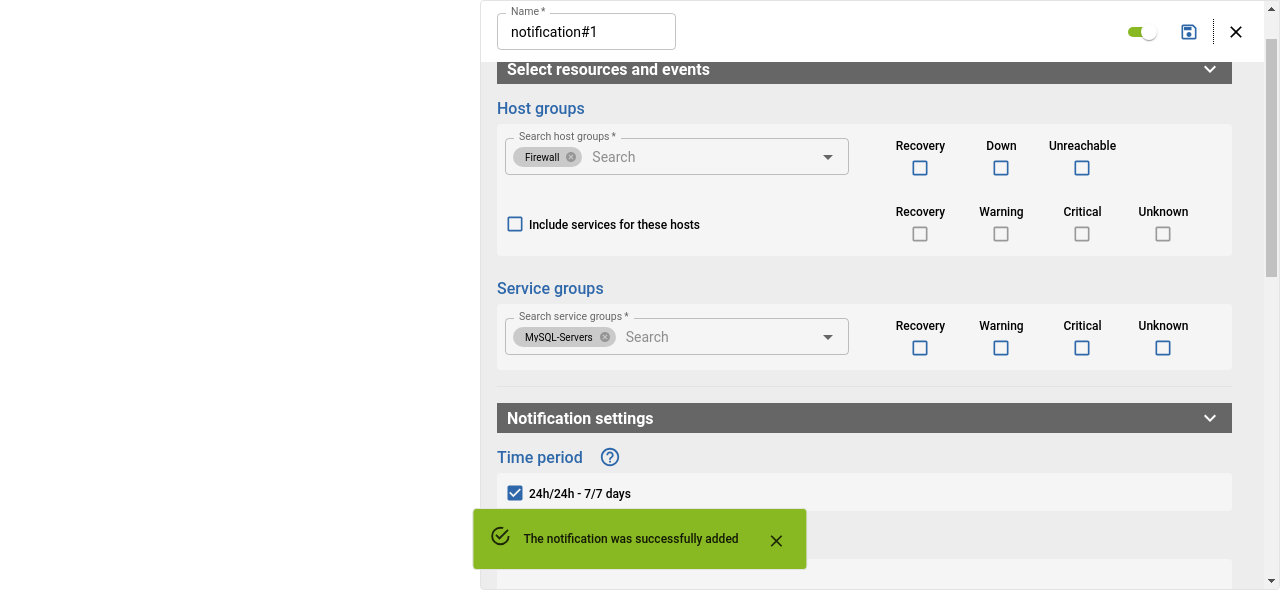 Name *
notification#1
Select resources and events
Host groups
Search host groups *
Firewall Search
Recovery Down Unreachable
Include services for these hosts
Recovery Warning Critical Unknown
Service groups
Search service groups *
MySQL-Servers Search
Recovery Warning Critical Unknown
Notification settings
Time period
24h/24h - 7/7 days
The notification was successfully added